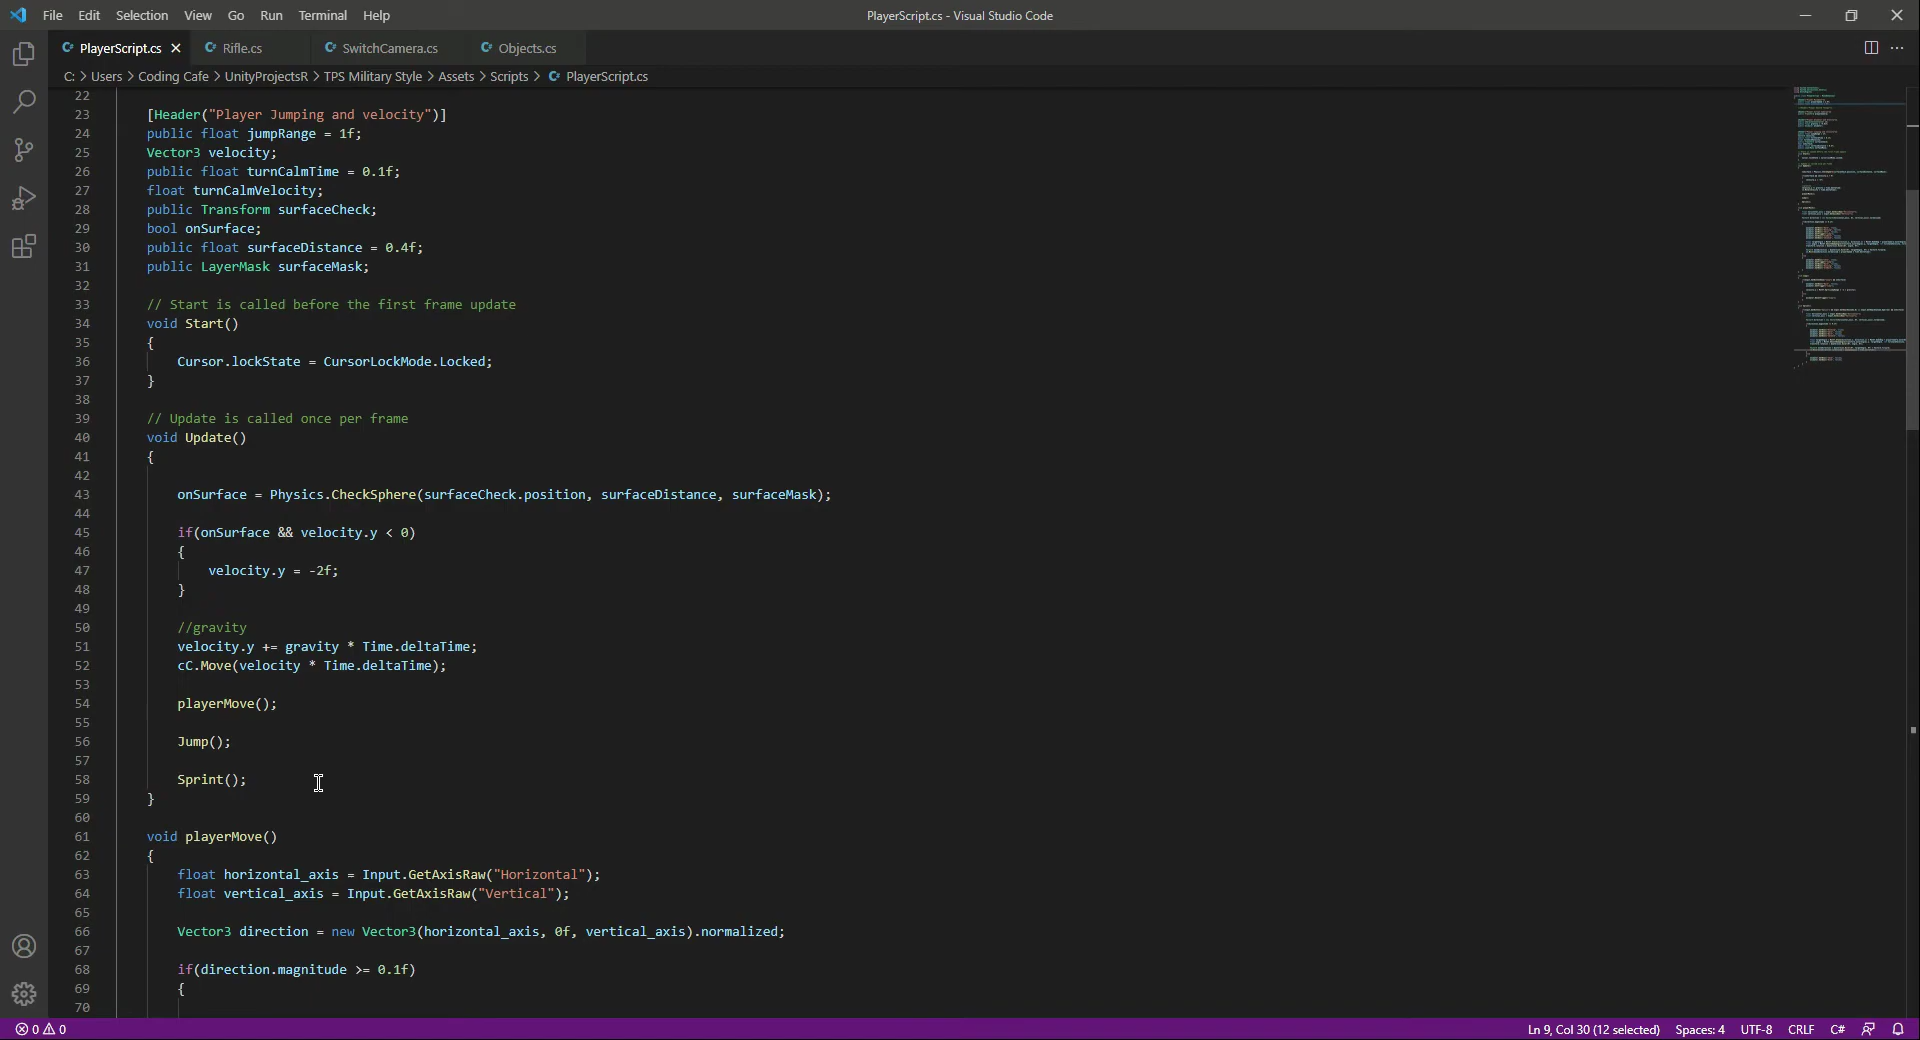 File Edit Selection View Go Run Terminal Help PlayerScript.cs - Visual Studio Code
PlayerScript.cs Rifle.cs SwitchCamera.cs Objects.cs
C: > Users > Coding Cafe > UnityProjectsR > TPS Military Style > Assets > Scripts > PlayerScript.cs
22
23 [Header("Player Jumping and velocity")]
24 public float jumpRange = 1f;
25 Vector3 velocity;
26 public float turnCalmTime = 0.1f;
27 float turnCalmVelocity;
28 public Transform surfaceCheck;
29 bool onSurface;
30 public float surfaceDistance = 0.4f;
31 public LayerMask surfaceMask;
32
33 // Start is called before the first frame update
34 void Start()
35 {
36 Cursor.lockState = CursorLockMode.Locked;
37 }
38
39 // Update is called once per frame
40 void Update()
41 {
42
43 onSurface = Physics.CheckSphere(surfaceCheck.position, surfaceDistance, surfaceMask);
44
45 if(onSurface && velocity.y < 0)
46 {
47 velocity.y = -2f;
48 }
49
50 //gravity
51 velocity.y += gravity * Time.deltaTime;
52 cC.Move(velocity * Time.deltaTime);
53
54 playerMove();
55
56 Jump();
57
58 Sprint();
59 }
60
61 void playerMove()
62 {
63 float horizontal_axis = Input.GetAxisRaw("Horizontal");
64 float vertical_axis = Input.GetAxisRaw("Vertical");
65
66 Vector3 direction = new Vector3(horizontal_axis, 0f, vertical_axis).normalized;
67
68 if(direction.magnitude >= 0.1f)
69 {
70
0 0 Ln 9, Col 30 (12 selected) Spaces: 4 UTF-8 CRLF C#